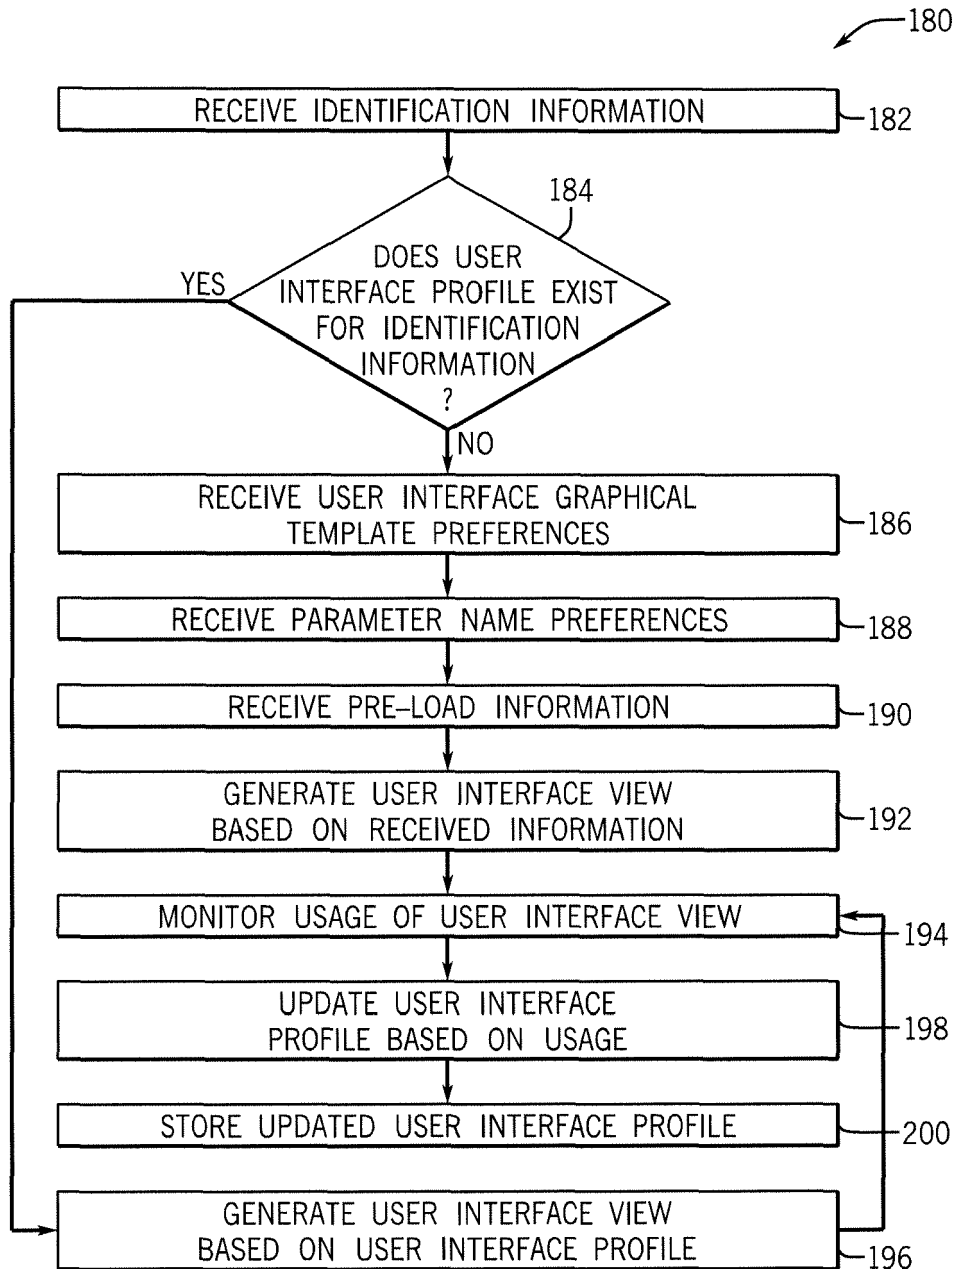 180
RECEIVE IDENTIFICATION INFORMATION
182
184
DOES USER
INTERFACE PROFILE EXIST
FOR IDENTIFICATION
INFORMATION
?
YES
NO
RECEIVE USER INTERFACE GRAPHICAL
TEMPLATE PREFERENCES
186
RECEIVE PARAMETER NAME PREFERENCES
188
RECEIVE PRE-LOAD INFORMATION
190
GENERATE USER INTERFACE VIEW
BASED ON RECEIVED INFORMATION
192
MONITOR USAGE OF USER INTERFACE VIEW
194
UPDATE USER INTERFACE
PROFILE BASED ON USAGE
198
STORE UPDATED USER INTERFACE PROFILE
200
GENERATE USER INTERFACE VIEW
BASED ON USER INTERFACE PROFILE
196